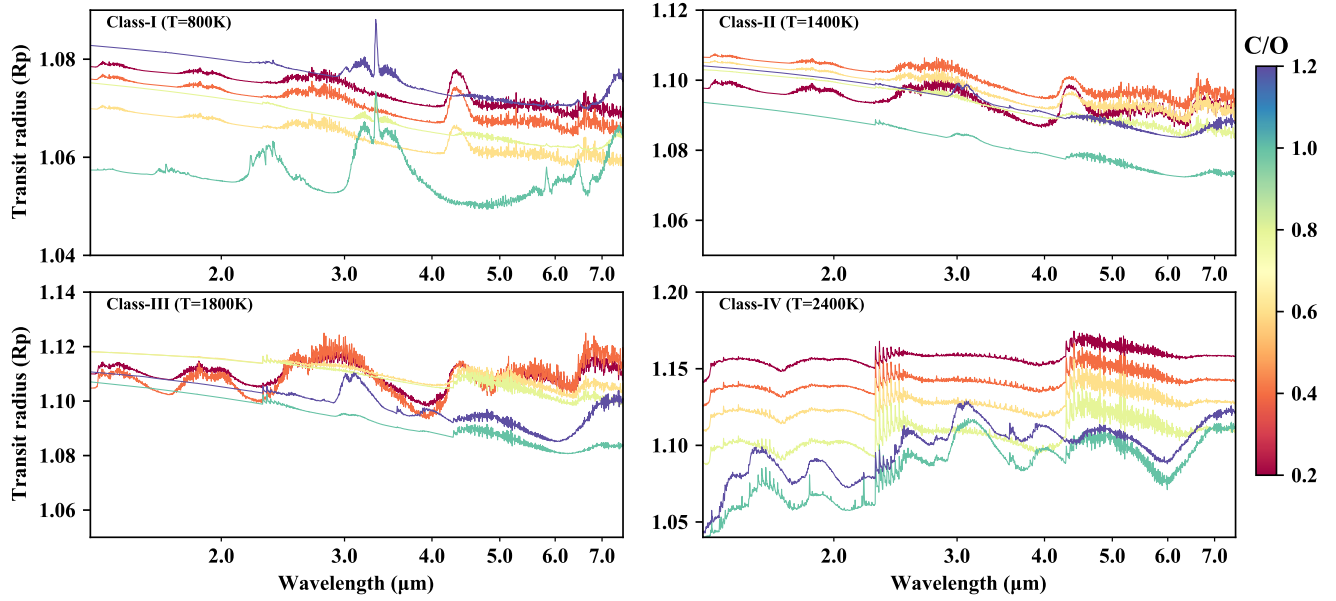 Class-I (T=800K)
1.08
1.06
1.04
Transit radius (Rp)
2.0 3.0 4.0 5.0 6.0 7.0
Class-II (T=1400K)
1.12
1.10
1.08
1.06
2.0 3.0 4.0 5.0 6.0 7.0
Class-III (T=1800K)
1.14
1.12
1.10
1.08
1.06
Transit radius (Rp)
2.0 3.0 4.0 5.0 6.0 7.0
Wavelength (μm)
Class-IV (T=2400K)
1.20
1.15
1.10
1.05
2.0 3.0 4.0 5.0 6.0 7.0
Wavelength (μm)
C/O
1.2
1.0
0.8
0.6
0.4
0.2